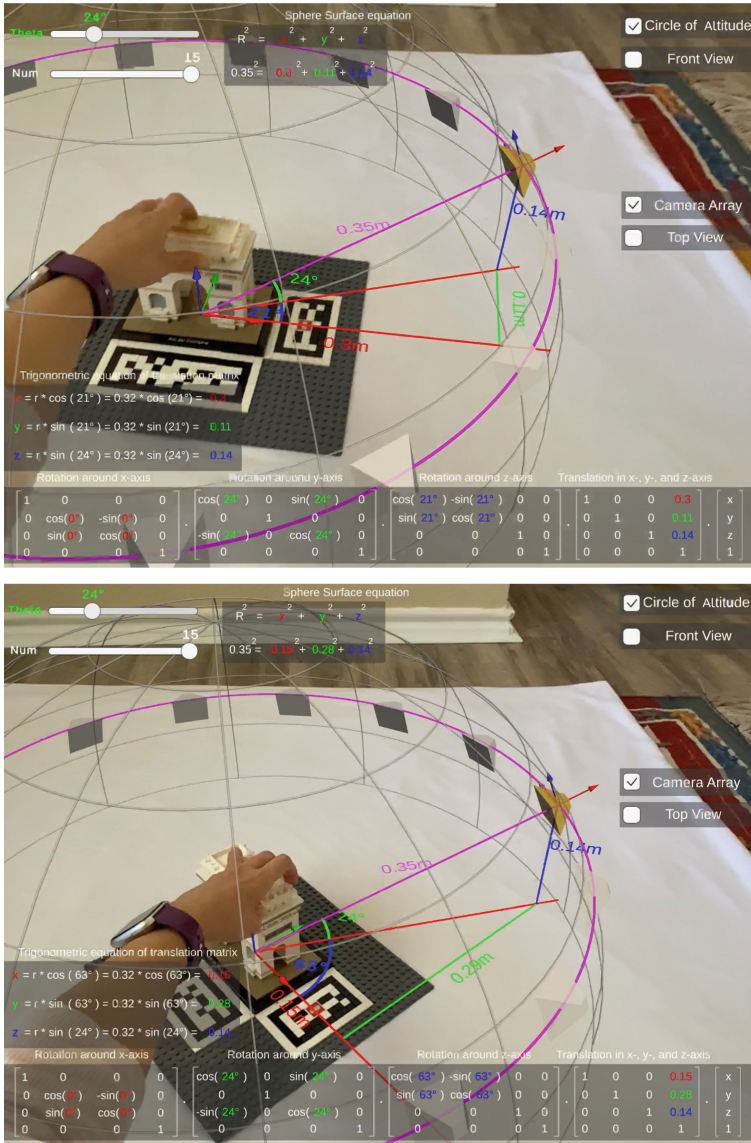 24°
Theta
15
Num
Sphere Surface equation
R² = x² + y² + z²
0.35² = 0.3² + 0.11² + 0.14²
Circle of Altitude
Front View
Camera Array
Top View
0.35m
0.14m
24°
21°
0.11m
0.3m
Trigonometric equation of translation matrix
x = r * cos ( 21°) = 0.32 * cos (21°) = 0.3
y = r * sin ( 21°) = 0.32 * sin (21°) = 0.11
z = r * sin ( 24°) = 0.32 * sin (24°) = 0.14
Rotation around x-axis Rotation around y-axis Rotation around z-axis Translation in x-, y-, and z-axis
1 0 0 0 cos( 24°) 0 sin( 24°) 0 cos( 21°) -sin( 21°) 0 0 1 0 0 0.3 x
0 cos(0°) -sin(0°) 0 0 1 0 0 sin( 21°) cos( 21°) 0 0 0 1 0 0.11 y
0 sin(0°) cos(0°) 0 -sin( 24°) 0 cos( 24°) 0 0 0 1 0 0 0 1 0.14 z
0 0 0 1 0 0 0 1 0 0 0 1 0 0 0 1 1
24°
Theta
15
Num
Sphere Surface equation
R² = x² + y² + z²
0.35² = 0.15² + 0.28² + 0.14²
Circle of Altitude
Front View
Camera Array
Top View
0.35m
0.14m
24°
63°
0.29m
0.15m
Trigonometric equation of translation matrix
x = r * cos ( 63°) = 0.32 * cos (63°) = 0.15
y = r * sin ( 63°) = 0.32 * sin (63°) = 0.28
z = r * sin ( 24°) = 0.32 * sin (24°) = 0.14
Rotation around x-axis Rotation around y-axis Rotation around z-axis Translation in x-, y-, and z-axis
1 0 0 0 cos( 24°) 0 sin( 24°) 0 cos( 63°) -sin( 63°) 0 0 1 0 0 0.15 x
0 cos(0°) -sin(0°) 0 0 1 0 0 sin( 63°) cos( 63°) 0 0 0 1 0 0.28 y
0 sin(0°) cos(0°) 0 -sin( 24°) 0 cos( 24°) 0 0 0 1 0 0 0 1 0.14 z
0 0 0 1 0 0 0 1 0 0 0 1 0 0 0 1 1